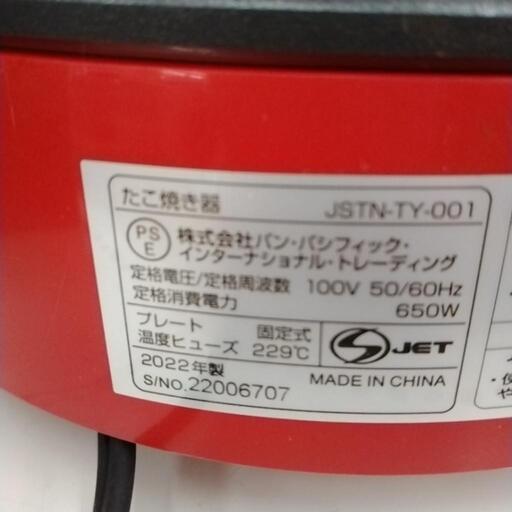 たこ焼き器 JSTN-TY-001
PS E 株式会社パン・パシフィック・
インターナショナル・トレーディング
定格電圧/定格周波数 100V 50/60Hz
定格消費電力 650W
プレート 固定式
温度ヒューズ 229℃
S JET
2022年製
S/NO.22006707 MADE IN CHINA